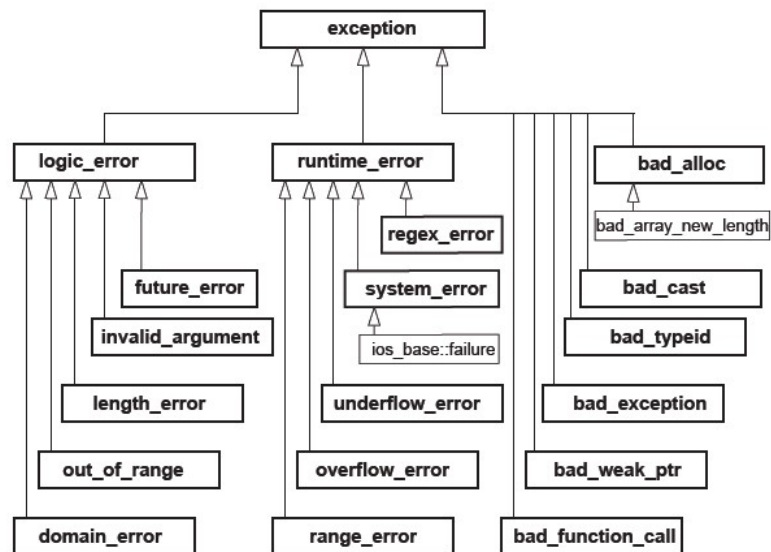 exception
logic_error
runtime_error
bad_alloc
bad_array_new_length
regex_error
future_error
system_error
bad_cast
invalid_argument
ios_base::failure
bad_typeid
length_error
underflow_error
bad_exception
out_of_range
overflow_error
bad_weak_ptr
domain_error
range_error
bad_function_call